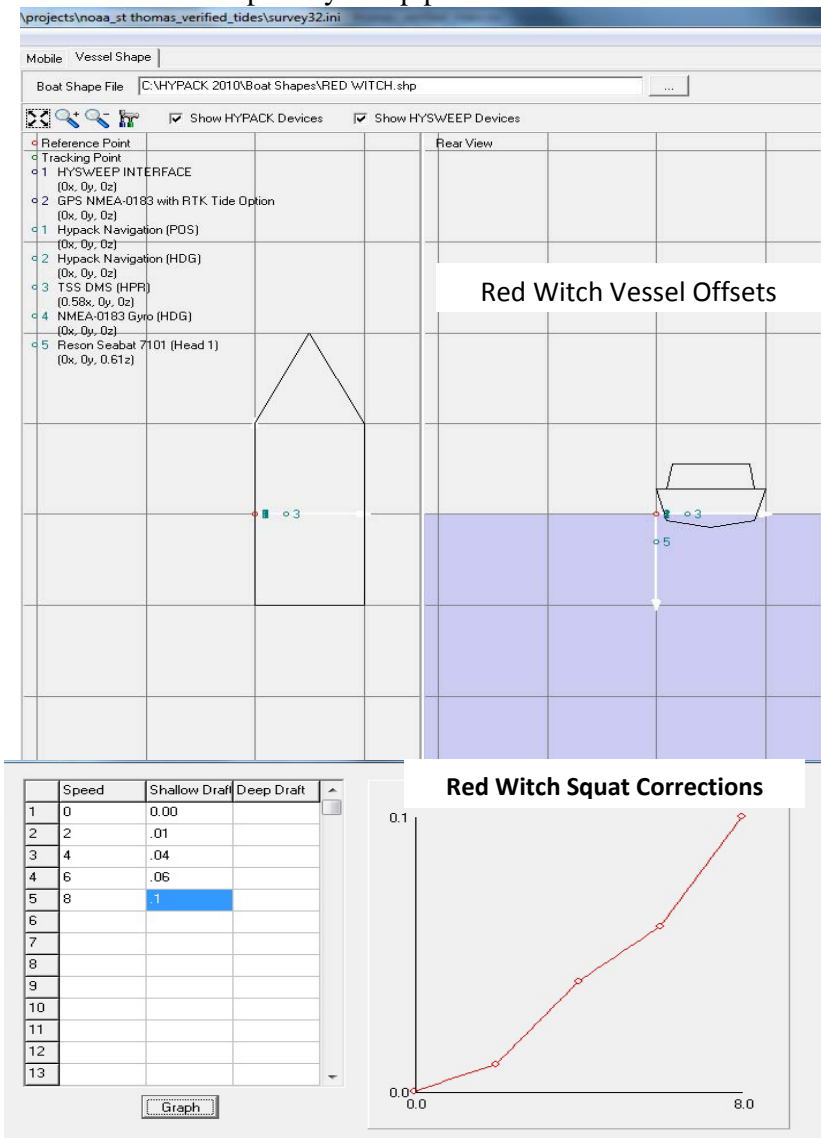 \projects\noaa_st thomas_verified_tides\survey32.ini
Mobile Vessel Shape
Boat Shape File C:\HYPACK 2010\Boat Shapes\RED WITCH.shp ...
Show HYPACK Devices Show HYSWEEP Devices
Reference Point
Tracking Point
1 HYSWEEP INTERFACE
(0x, 0y, 0z)
2 GPS NMEA-0183 with RTK Tide Option
(0x, 0y, 0z)
1 Hypack Navigation (POS)
(0x, 0y, 0z)
2 Hypack Navigation (HDG)
(0x, 0y, 0z)
3 TSS DMS (HPR)
(0.58x, 0y, 0z)
4 NMEA-0183 Gyro (HDG)
(0x, 0y, 0z)
5 Reson Seabat 7101 (Head 1)
(0x, 0y, 0.61z)
3
Rear View
Red Witch Vessel Offsets
3
5
Speed Shallow Draft Deep Draft
1 0 0.00
2 2 .01
3 4 .04
4 6 .06
5 8 .1
6
7
8
9
10
11
12
13
Graph
Red Witch Squat Corrections
0.1
0.0
0.0 8.0